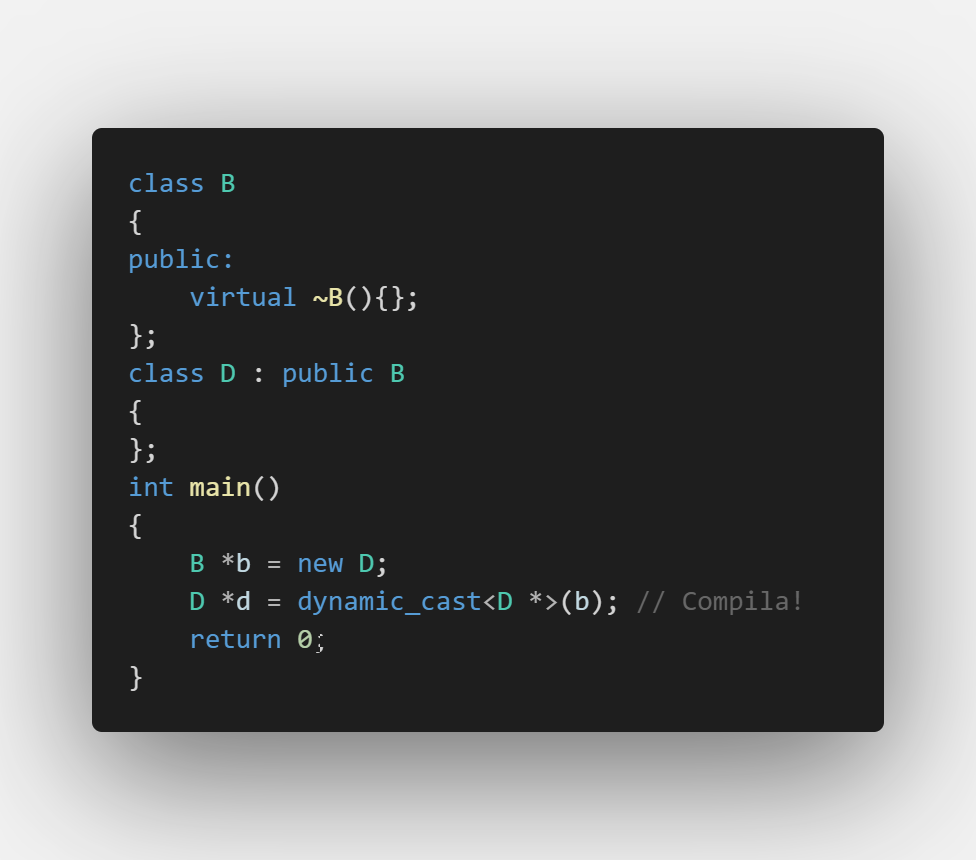 class B
{
public:
    virtual ~B(){};
};
class D : public B
{
};
int main()
{
    B *b = new D;
    D *d = dynamic_cast<D *>(b); // Compila!
    return 0;
}